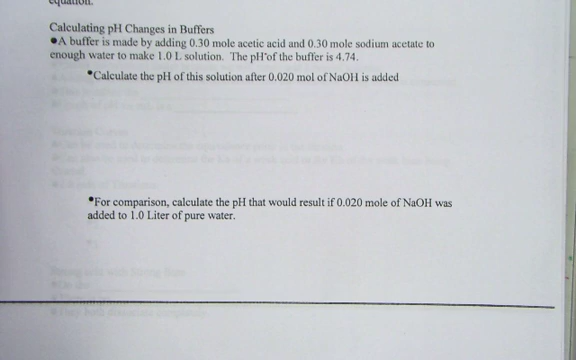 equation.
Calculating pH Changes in Buffers
●A buffer is made by adding 0.30 mole acetic acid and 0.30 mole sodium acetate to
enough water to make 1.0 L solution. The pH of the buffer is 4.74.
●Calculate the pH of this solution after 0.020 mol of NaOH is added
●For comparison, calculate the pH that would result if 0.020 mole of NaOH was
added to 1.0 Liter of pure water.